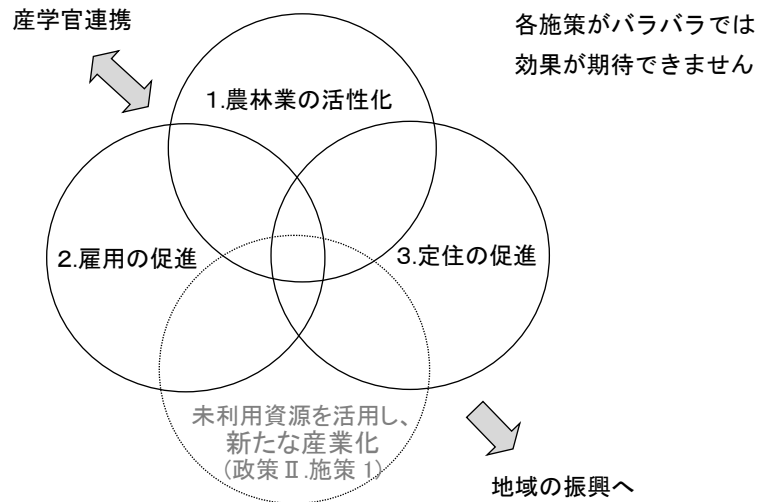 産学官連携
各施策がバラバラでは
効果が期待できません
1.農林業の活性化
2.雇用の促進
3.定住の促進
未利用資源を活用し、
新たな産業化
(政策Ⅱ.施策1)
地域の振興へ